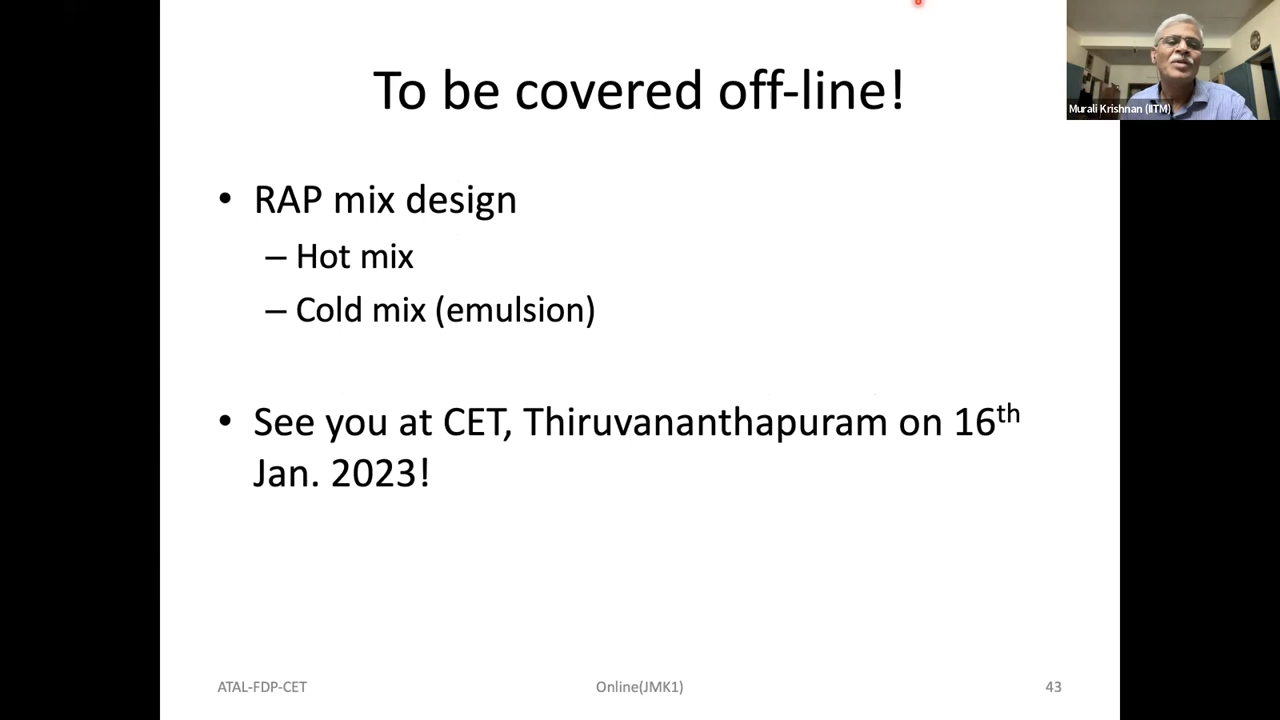 To be covered off-line!
Murali Krishnan (IITM)
• RAP mix design
– Hot mix
– Cold mix (emulsion)
• See you at CET, Thiruvananthapuram on 16th
Jan. 2023!
ATAL-FDP-CET
Online(JMK1)
43